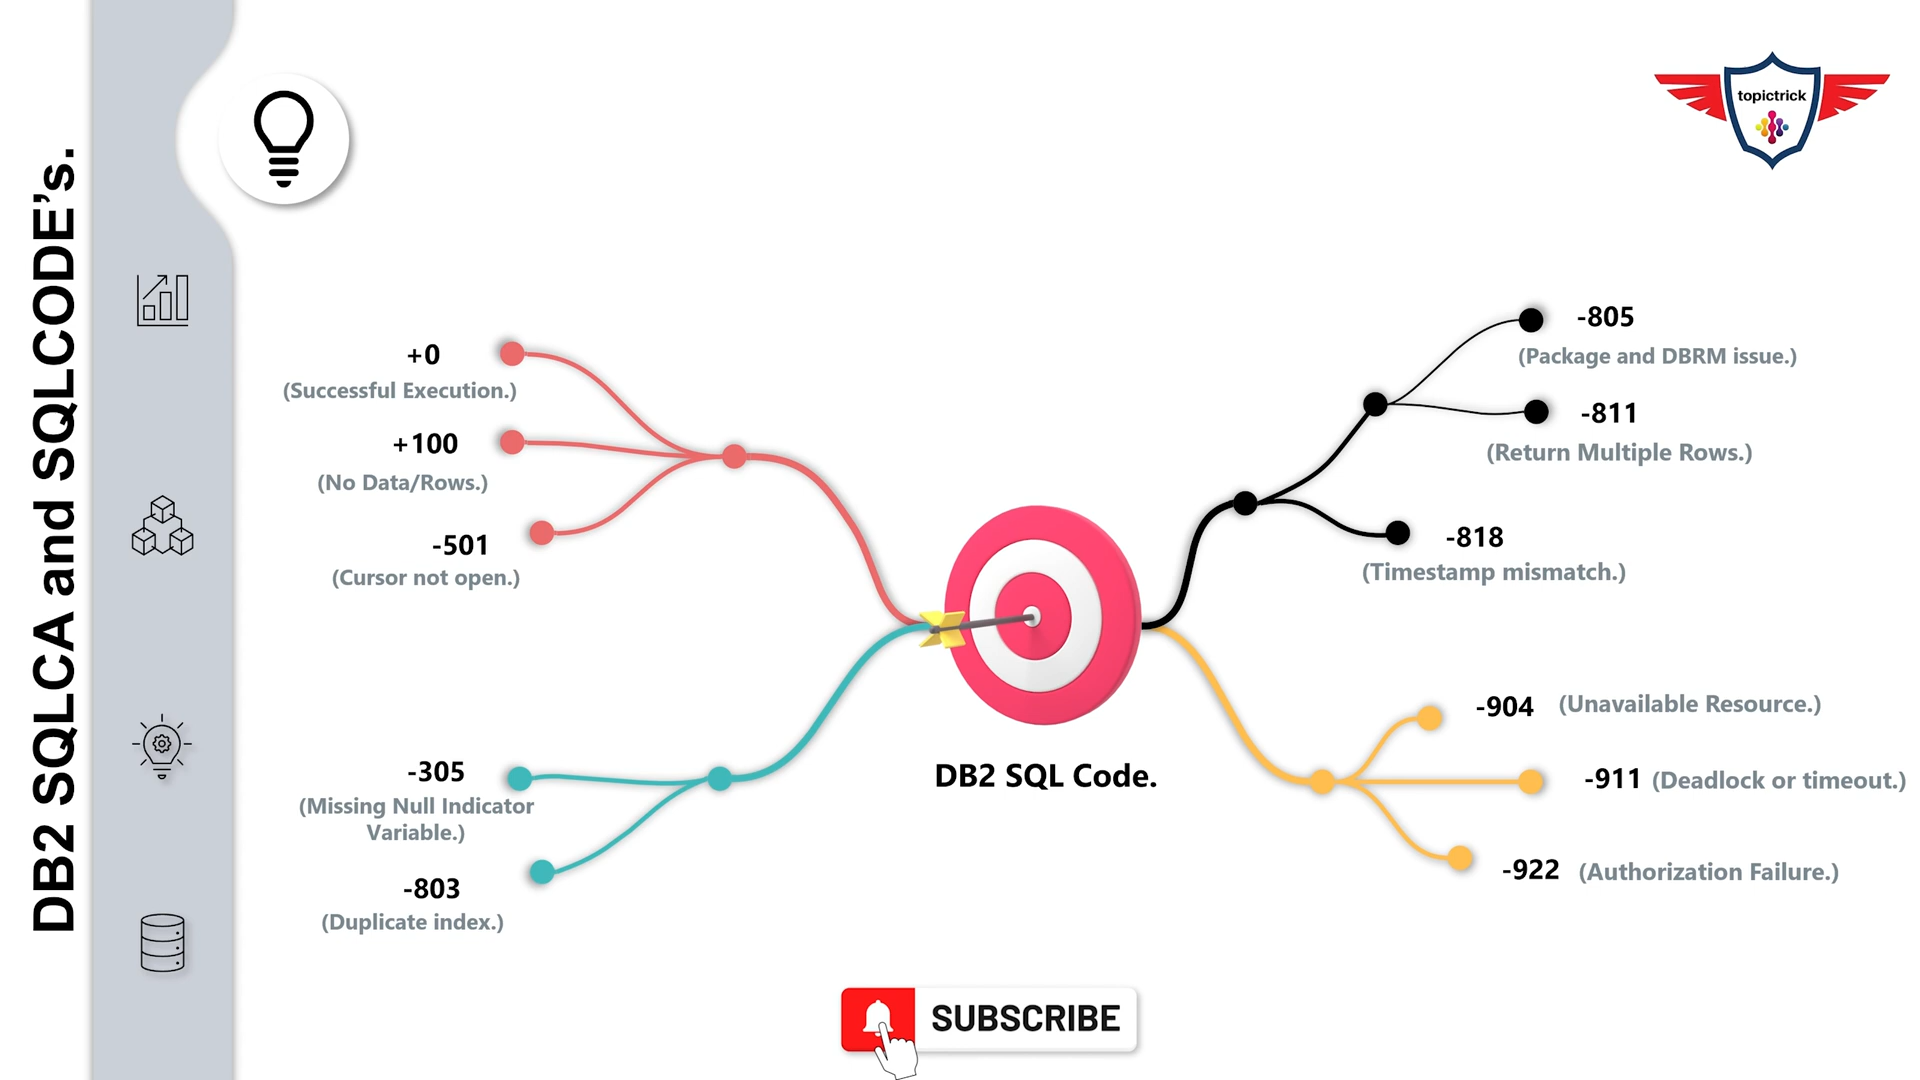 DB2 SQLCA and SQLCODE's.
topictrick
+0
(Successful Execution.)
+100
(No Data/Rows.)
-501
(Cursor not open.)
-305
(Missing Null Indicator
Variable.)
-803
(Duplicate index.)
DB2 SQL Code.
-805
(Package and DBRM issue.)
-811
(Return Multiple Rows.)
-818
(Timestamp mismatch.)
-904 (Unavailable Resource.)
-911 (Deadlock or timeout.)
-922 (Authorization Failure.)
SUBSCRIBE